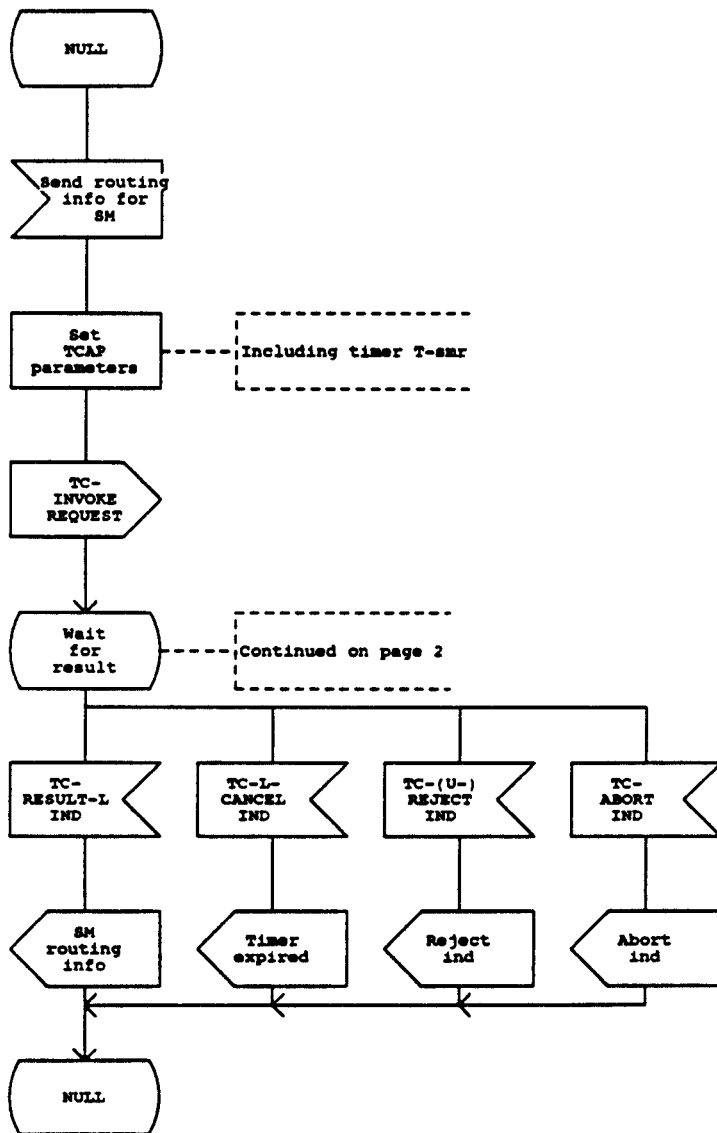 NULL
Send routing
info for
SM
Set
TCAP
parameters
Including timer T-smr
TC-
INVOKE
REQUEST
Wait
for
result
Continued on page 2
TC-
RESULT-L
IND
TC-L-
CANCEL
IND
TC-(U-)
REJECT
IND
TC-
ABORT
IND
SM
routing
info
Timer
expired
Reject
ind
Abort
ind
NULL